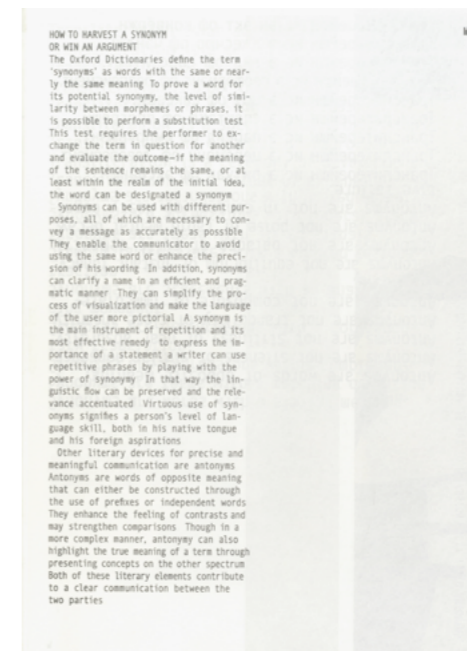 HOW TO HARVEST A SYNONYM
OR WIN AN ARGUMENT
The Oxford Dictionaries define the term
'synonyms' as words with the same or near-
ly the same meaning To prove a word for
its potential synonymy, the level of simi-
larity between morphemes or phrases, it
is possible to perform a substitution test
This test requires the performer to ex-
change the term in question for another
and evaluate the outcome—if the meaning
of the sentence remains the same, or at
least within the realm of the initial idea,
the word can be designated a synonym
Synonyms can be used with different pur-
poses, all of which are necessary to con-
vey a message as accurately as possible
They enable the communicator to avoid
using the same word or enhance the preci-
sion of his wording In addition, synonyms
can clarify a name in an efficient and prag-
matic manner They can simplify the pro-
cess of visualization and make the language
of the user more pictorial A synonym is
the main instrument of repetition and its
most effective remedy to express the im-
portance of a statement a writer can use
repetitive phrases by playing with the
power of synonymy In that way the lin-
guistic flow can be preserved and the rele-
vance accentuated Virtuous use of syn-
onyms signifies a person's level of lan-
guage skill, both in his native tongue
and his foreign aspirations
Other literary devices for precise and
meaningful communication are antonyms
Antonyms are words of opposite meaning
that can either be constructed through
the use of prefixes or independent words
They enhance the feeling of contrasts and
may strengthen comparisons Though in a
more complex manner, antonymy can also
highlight the true meaning of a term through
presenting concepts on the other spectrum
Both of these literary elements contribute
to a clear communication between the
two parties